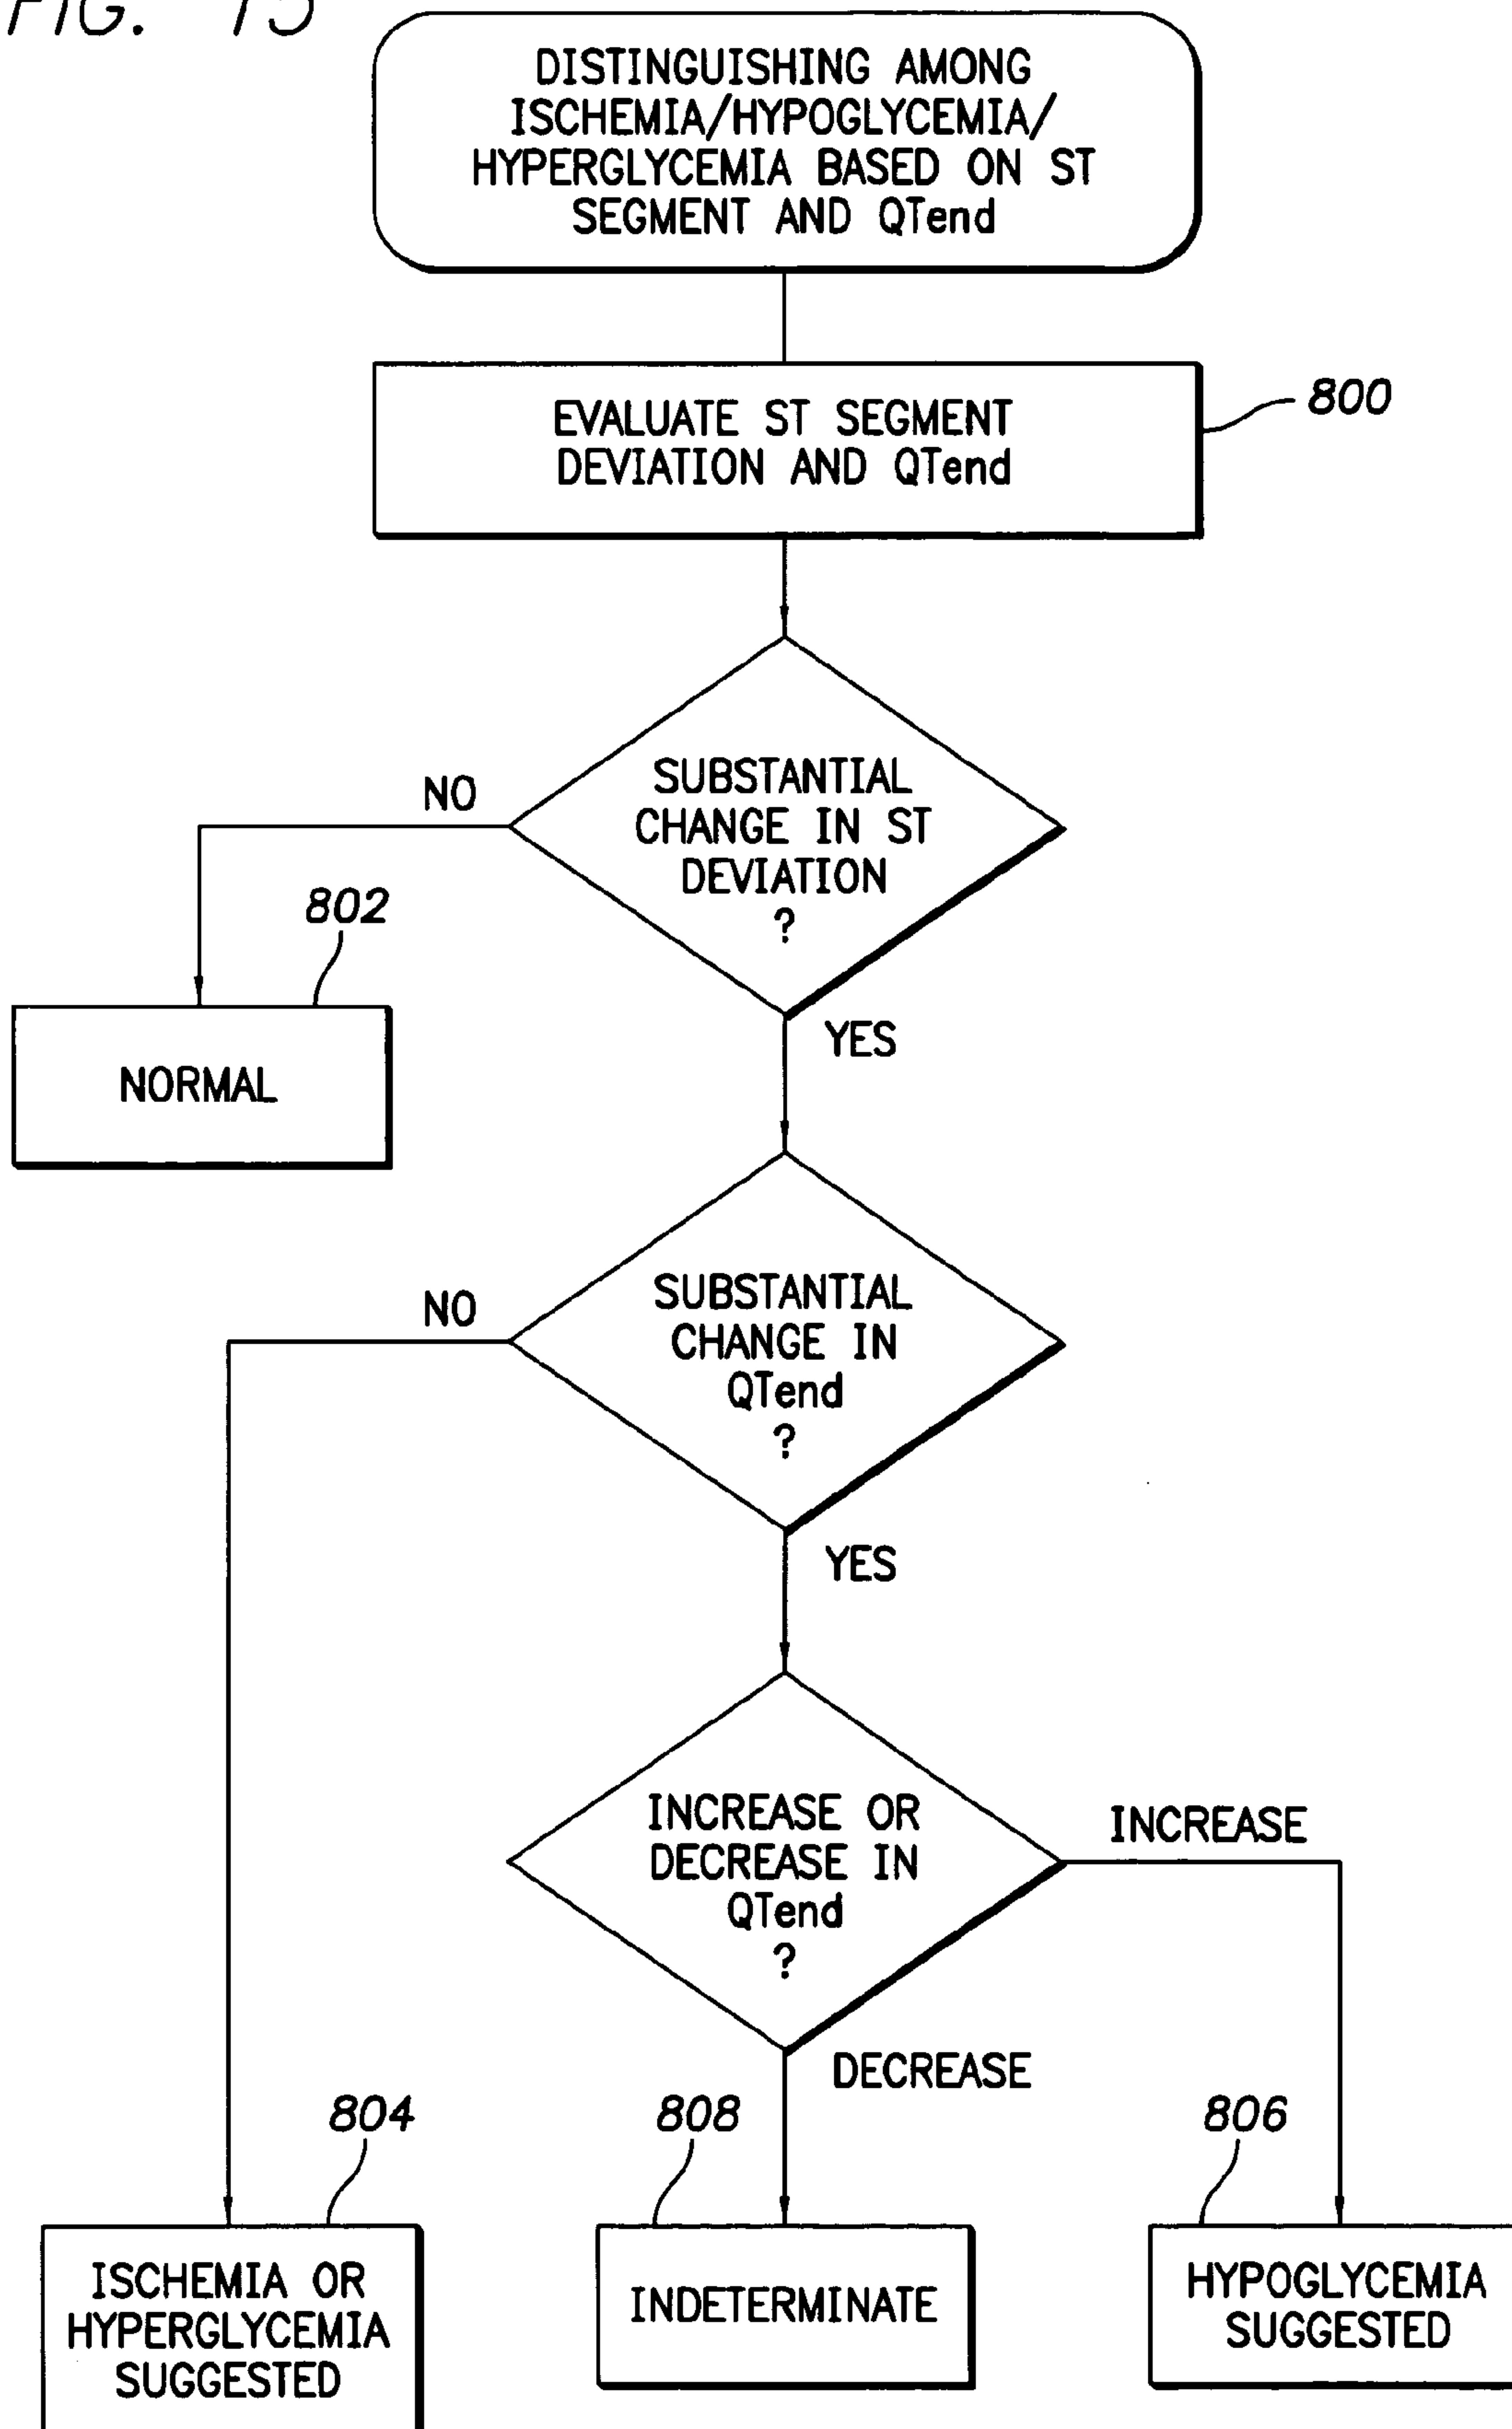 FIG. 15
DISTINGUISHING AMONG
ISCHEMIA/HYPOGLYCEMIA/
HYPERGLYCEMIA BASED ON ST
SEGMENT AND QTend
EVALUATE ST SEGMENT
DEVIATION AND QTend
800
SUBSTANTIAL
CHANGE IN ST
DEVIATION
?
NO
802
YES
NORMAL
SUBSTANTIAL
CHANGE IN
QTend
?
NO
YES
INCREASE OR
DECREASE IN
QTend
?
INCREASE
DECREASE
804
808
806
ISCHEMIA OR
HYPERGLYCEMIA
SUGGESTED
INDETERMINATE
HYPOGLYCEMIA
SUGGESTED